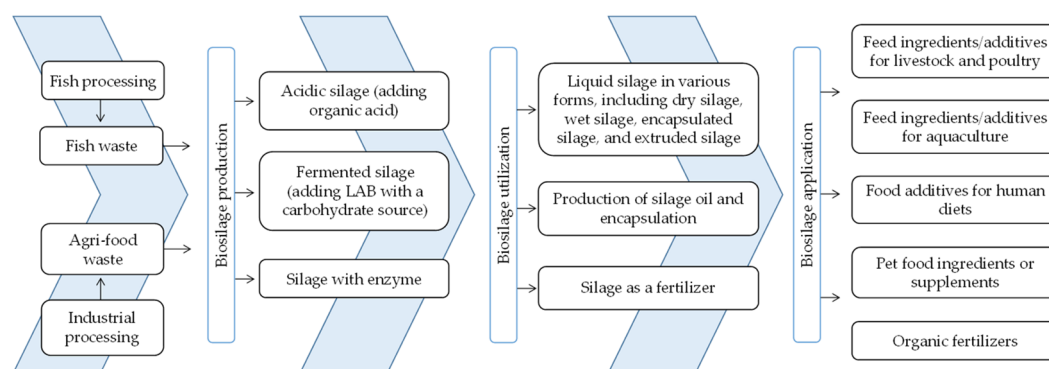 Fish processing
Fish waste
Agri-food
waste
Industrial
processing
Biosilage production
Acidic silage (adding
organic acid)
Fermented silage
(adding LAB with a
carbohydrate source)
Silage with enzyme
Biosilage utilization
Liquid silage in various
forms, including dry silage,
wet silage, encapsulated
silage, and extruded silage
Production of silage oil and
encapsulation
Silage as a fertilizer
Biosilage application
Feed ingredients/additives
for livestock and poultry
Feed ingredients/additives
for aquaculture
Food additives for human
diets
Pet food ingredients or
supplements
Organic fertilizers